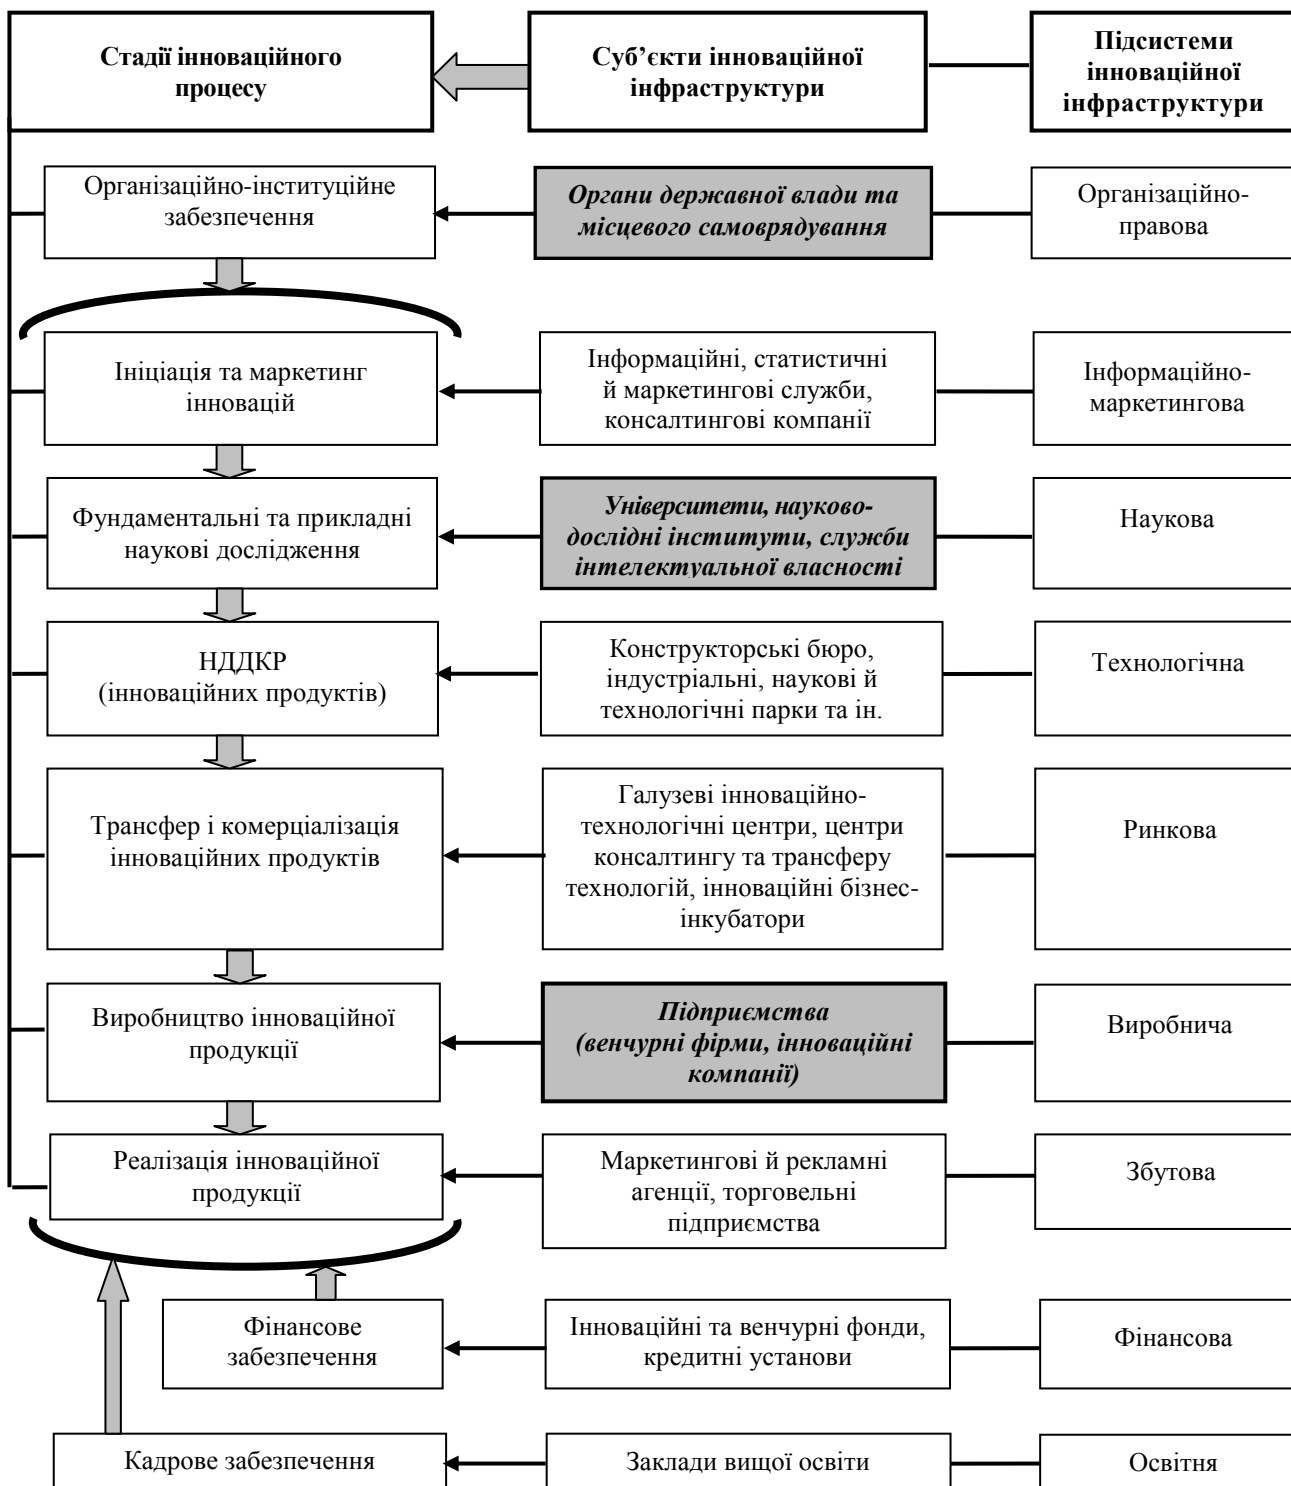 Стадії інноваційного
процесу
Суб’єкти інноваційної
інфраструктури
Підсистеми
інноваційної
інфраструктури
Організаційно-інституційне
забезпечення
Органи державної влади та
місцевого самоврядування
Організаційно-
правова
Ініціація та маркетинг
інновацій
Інформаційні, статистичні
й маркетингові служби,
консалтингові компанії
Інформаційно-
маркетингова
Фундаментальні та прикладні
наукові дослідження
Університети, науково-
дослідні інститути, служби
інтелектуальної власності
Наукова
НДДКР
(інноваційних продуктів)
Конструкторські бюро,
індустріальні, наукові й
технологічні парки та ін.
Технологічна
Трансфер і комерціалізація
інноваційних продуктів
Галузеві інноваційно-
технологічні центри, центри
консалтингу та трансферу
технологій, інноваційні бізнес-
інкубатори
Ринкова
Виробництво інноваційної
продукції
Підприємства
(венчурні фірми, інноваційні
компанії)
Виробнича
Реалізація інноваційної
продукції
Маркетингові й рекламні
агенції, торговельні
підприємства
Збутова
Фінансове
забезпечення
Інноваційні та венчурні фонди,
кредитні установи
Фінансова
Кадрове забезпечення
Заклади вищої освіти
Освітня